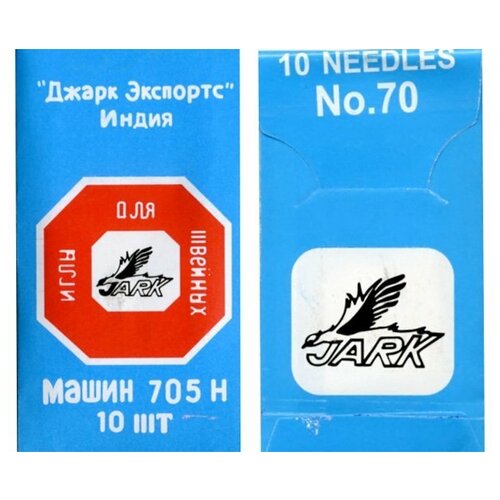 "Джарк Экспортс"
Индия
ИГЛЫ
ДЛЯ
ШВЕЙНЫХ
JARK
МАШИН 705 H
10 ШТ
10 NEEDLES
No.70
JARK